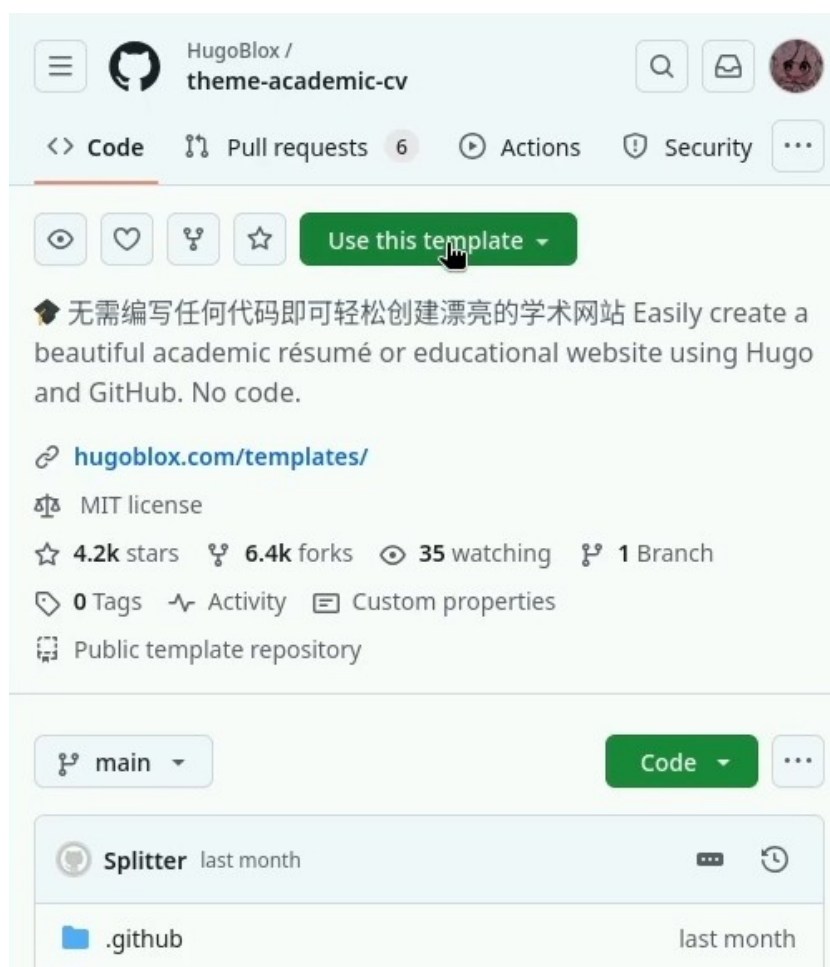 HugoBlox /
theme-academic-cv
Code Pull requests 6 Actions Security
Use this template
无需编写任何代码即可轻松创建漂亮的学术网站 Easily create a
beautiful academic résumé or educational website using Hugo
and GitHub. No code.
hugoblox.com/templates/
MIT license
4.2k stars 6.4k forks 35 watching 1 Branch
0 Tags Activity Custom properties
Public template repository
main Code
Splitter last month
.github last month